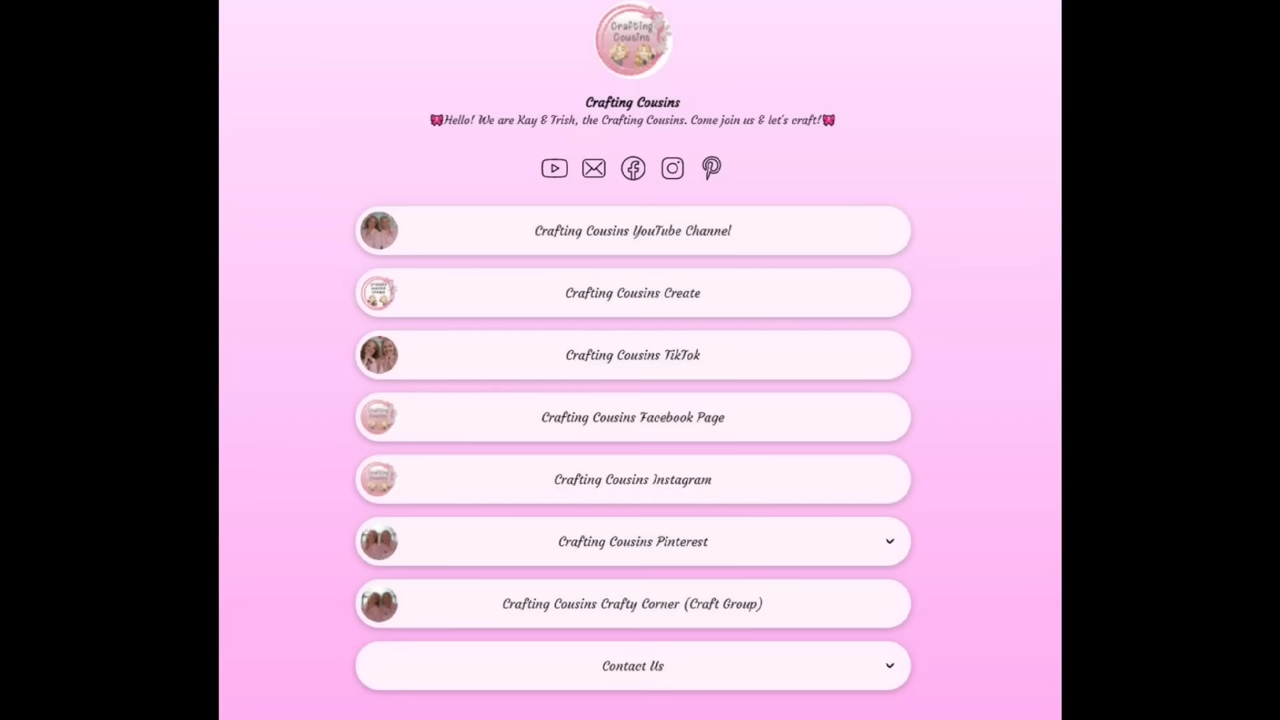 Crafting
Cousins
Crafting Cousins
🎀Hello! We are Kay & Trish, the Crafting Cousins. Come join us & let's craft!🎀
Crafting Cousins YouTube Channel
Crafting Cousins Create
Crafting Cousins TikTok
Crafting Cousins Facebook Page
Crafting Cousins Instagram
Crafting Cousins Pinterest
Crafting Cousins Crafty Corner (Craft Group)
Contact Us